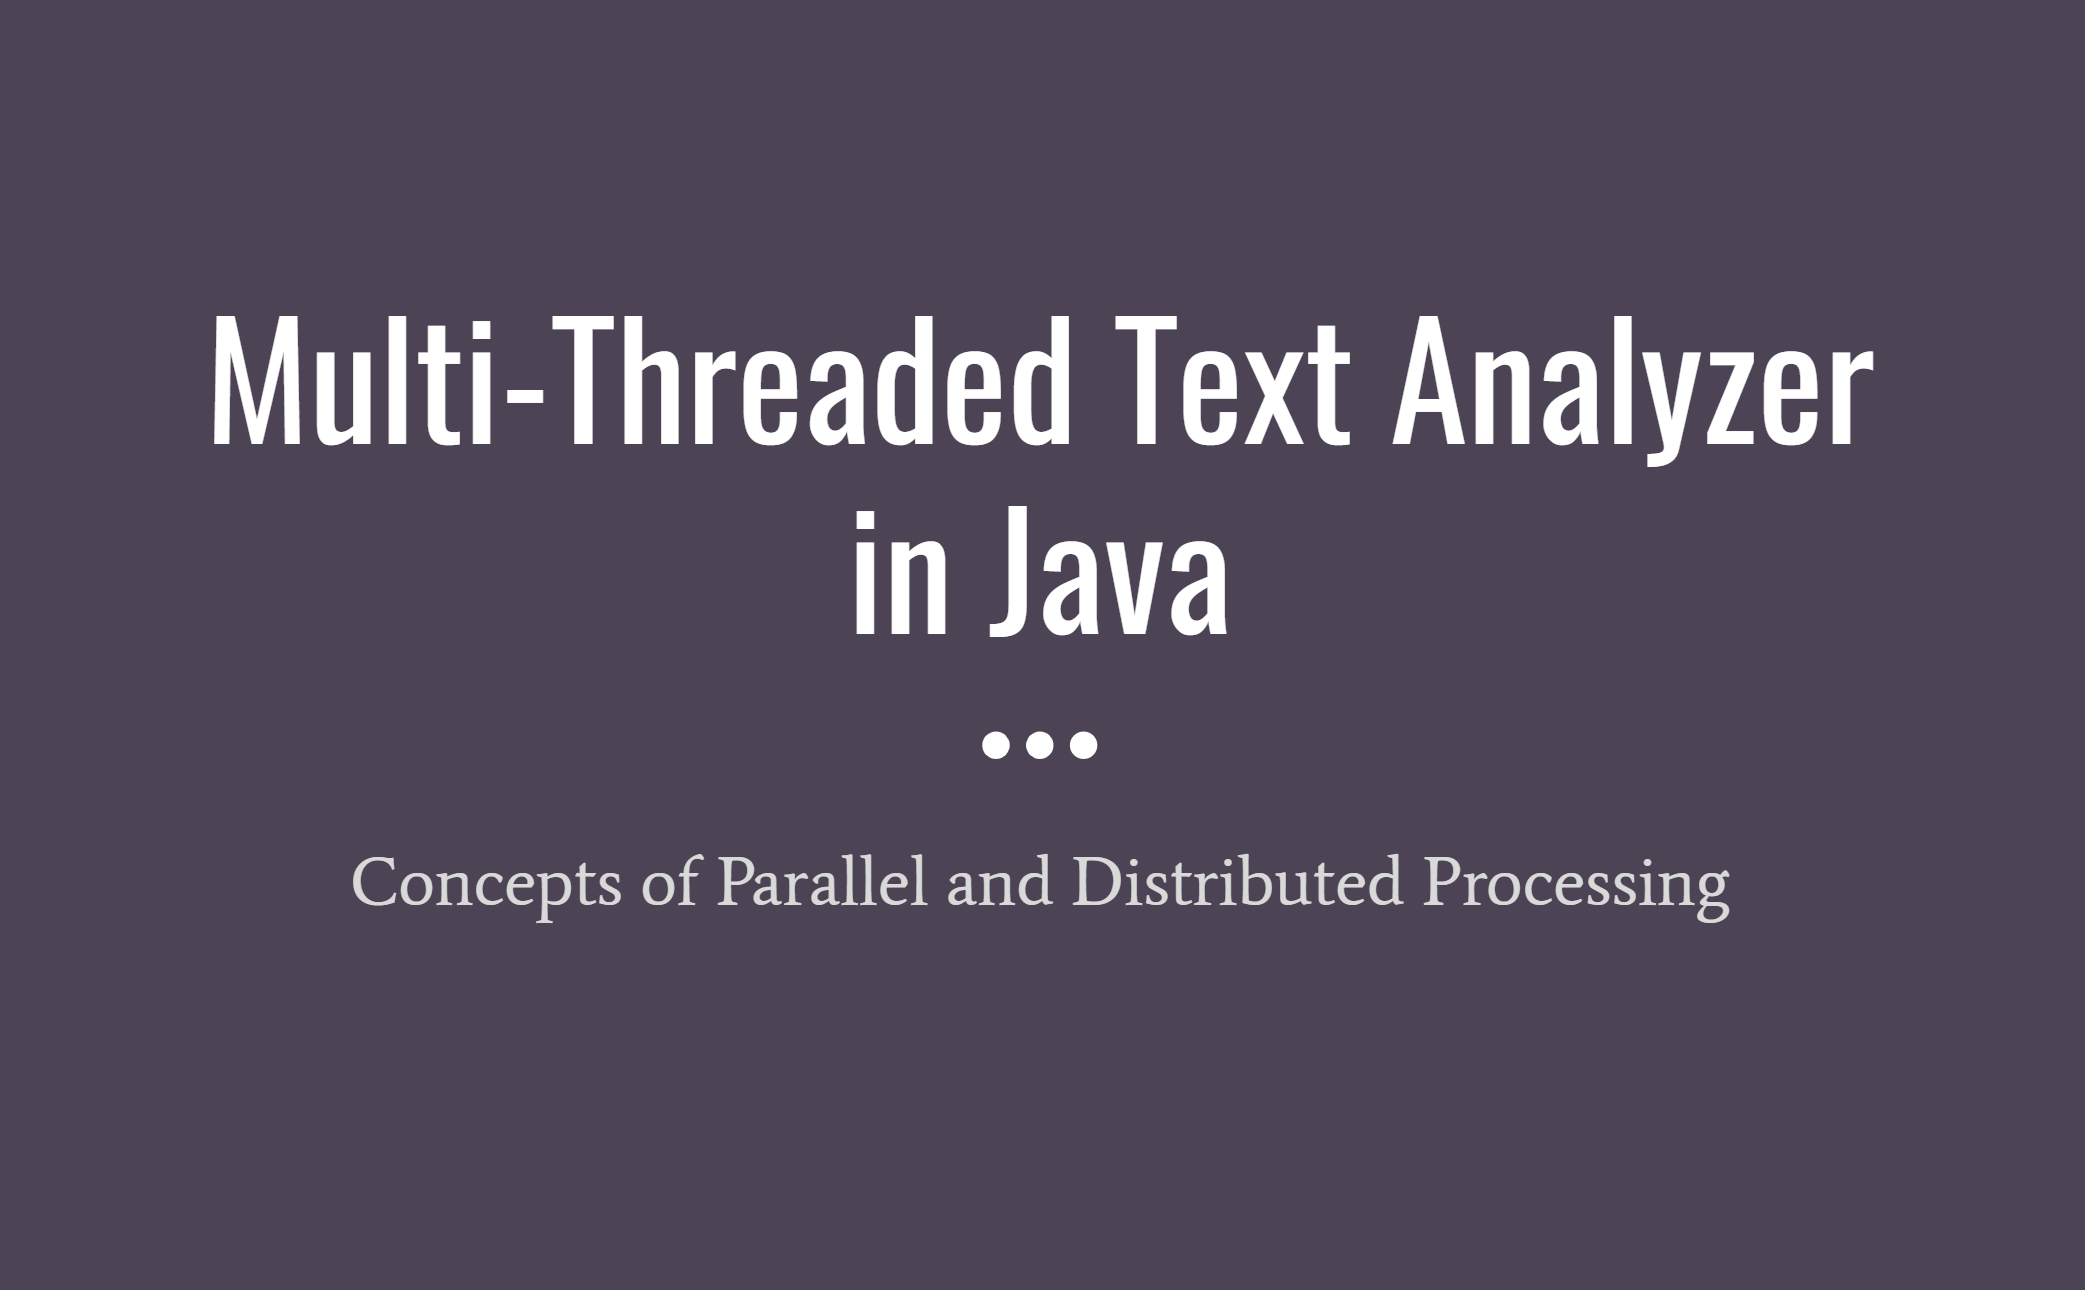 Multi-Threaded Text Analyzer
in Java
Concepts of Parallel and Distributed Processing